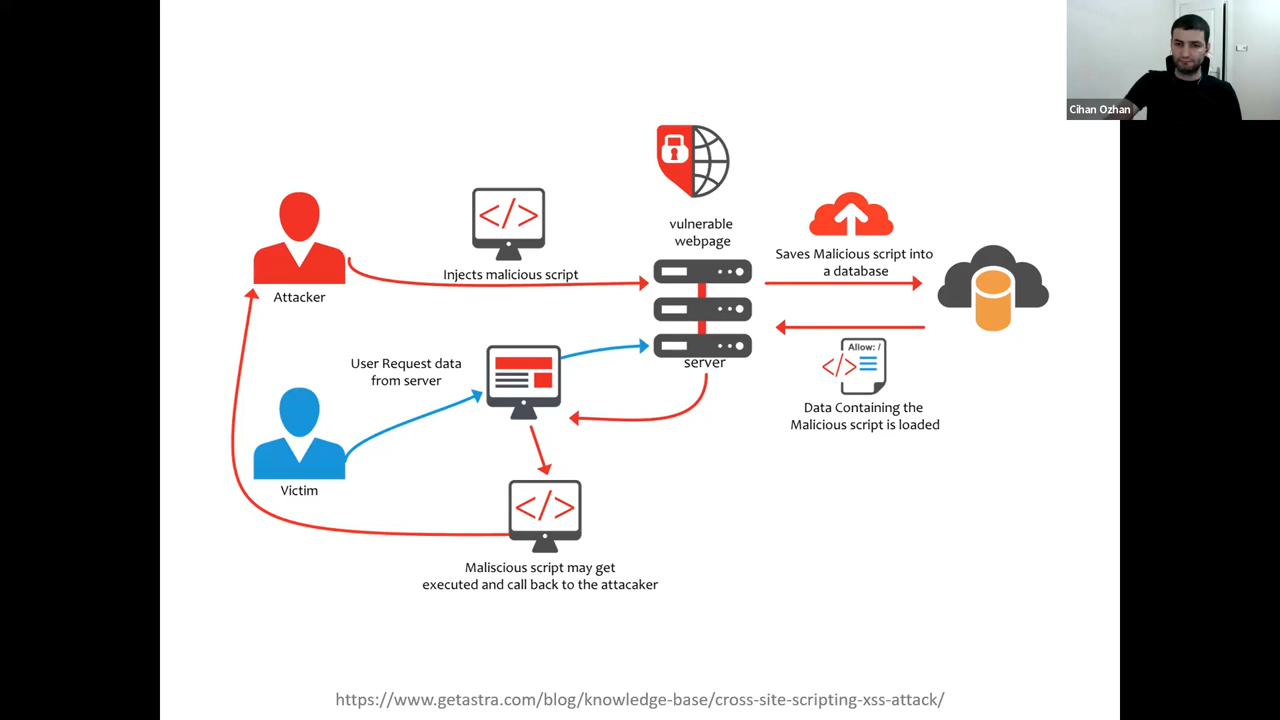 Cihan Ozhan
vulnerable
webpage
Saves Malicious script into
a database
Injects malicious script
</>
Attacker
Allow: /
</>
User Request data
from server
server
Data Containing the
Malicious script is loaded
Victim
</>
Maliscious script may get
executed and call back to the attacaker
https://www.getastra.com/blog/knowledge-base/cross-site-scripting-xss-attack/